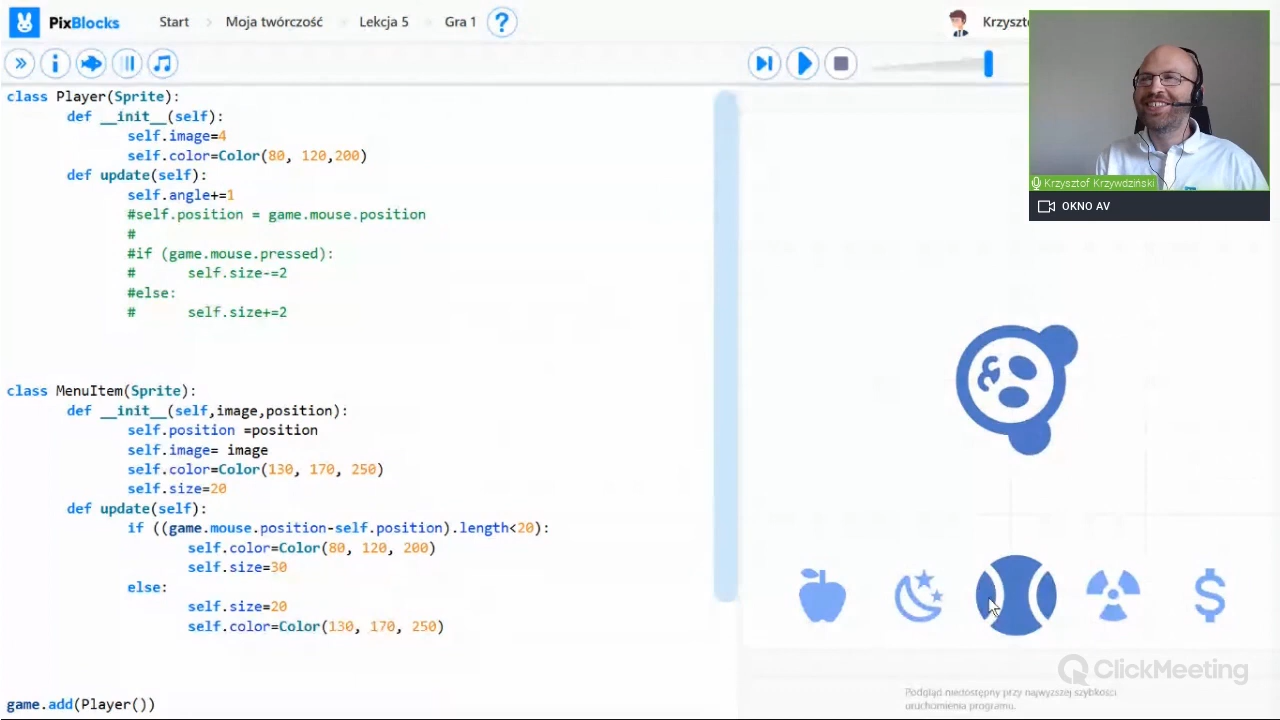 PixBlocks Start Moja twórczość Lekcja 5 Gra 1 ?
Krzyszto
class Player(Sprite):
def __init__(self):
self.image=4
self.color=Color(80, 120,200)
def update(self):
self.angle+=1
#self.position = game.mouse.position
#
#if (game.mouse.pressed):
# self.size-=2
#else:
# self.size+=2
class MenuItem(Sprite):
def __init__(self,image,position):
self.position =position
self.image= image
self.color=Color(130, 170, 250)
self.size=20
def update(self):
if ((game.mouse.position-self.position).length<20):
self.color=Color(80, 120, 200)
self.size=30
else:
self.size=20
self.color=Color(130, 170, 250)
game.add(Player())
Krzysztof Krzywdziński
OKNO AV
ClickMeeting
Podgląd niedostępny przy najwyższej szybkości
uruchomienia programu.